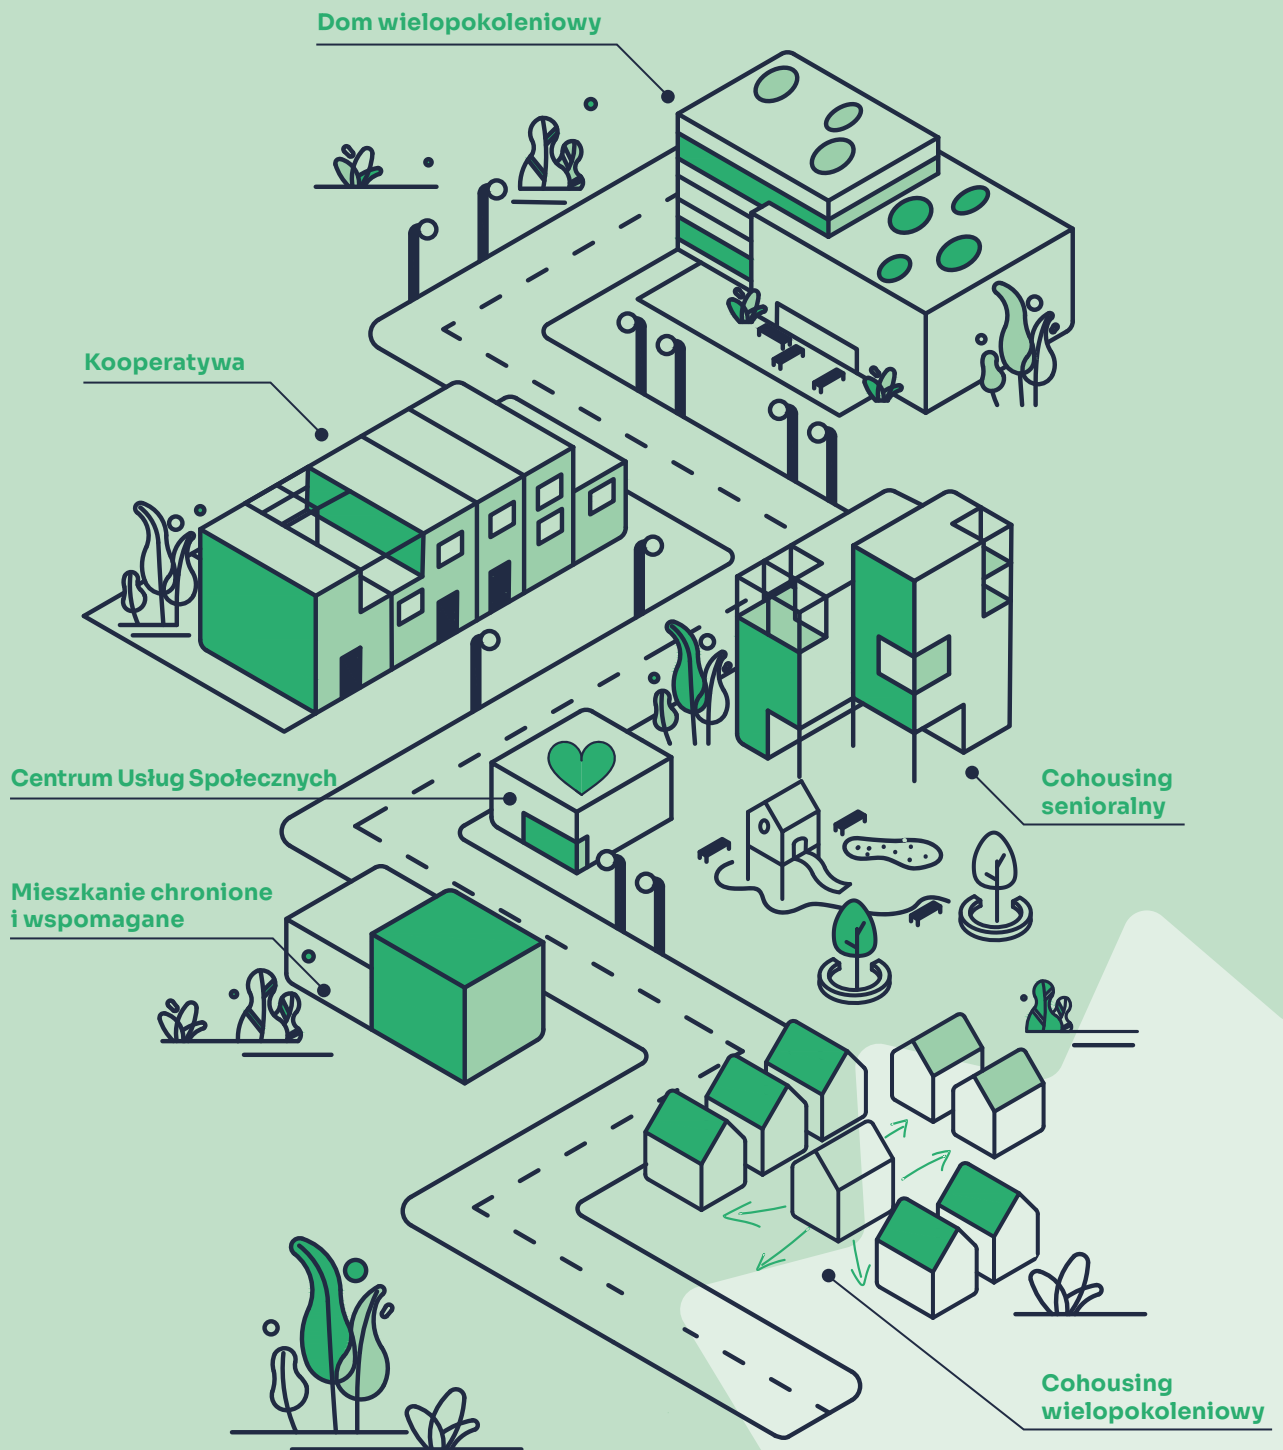 Dom wielopokoleniowy
Kooperatywa
Centrum Usług Społecznych
Cohousing
senioralny
Mieszkanie chronione
i wspomagane
Cohousing
wielopokoleniowy